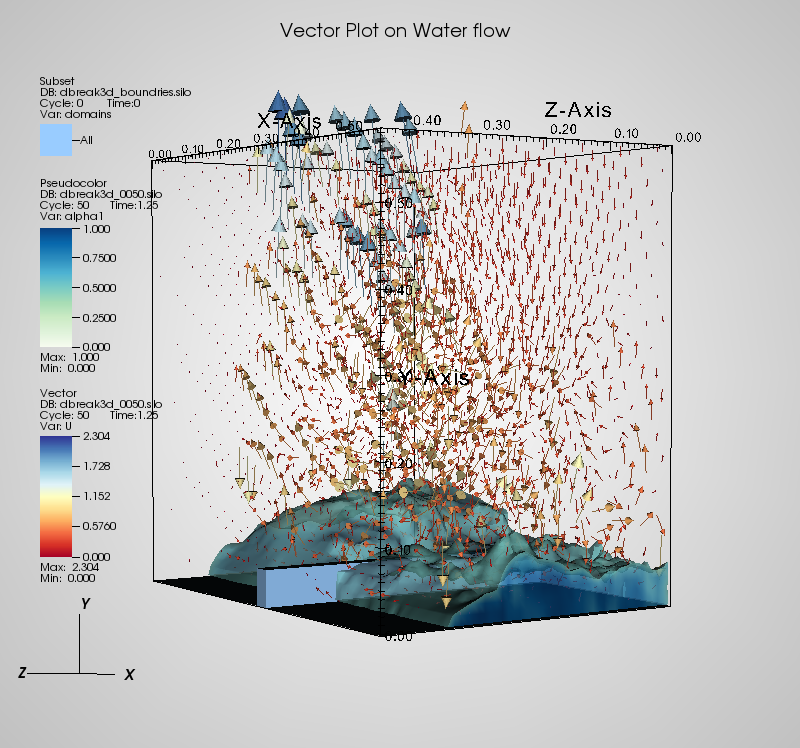 Vector Plot on Water flow
Subset
DB: dbreak3d_boundries.silo
Cycle: 0 Time:0
Var: domains
All
Pseudocolor
DB: dbreak3d_0050.silo
Cycle: 50 Time:1.25
Var: alpha1
1.000
0.7500
0.5000
0.2500
0.000
Max: 1.000
Min: 0.000
Vector
DB: dbreak3d_0050.silo
Cycle: 50 Time:1.25
Var: U
2.304
1.728
1.152
0.5760
0.000
Max: 2.304
Min: 0.000
X-Axis
0.00 0.10 0.20 0.30 0.40 0.50
Z-Axis
0.40 0.30 0.20 0.10 0.00
Y-Axis
0.50
0.40
0.20
0.10
0.00
Y
Z
X